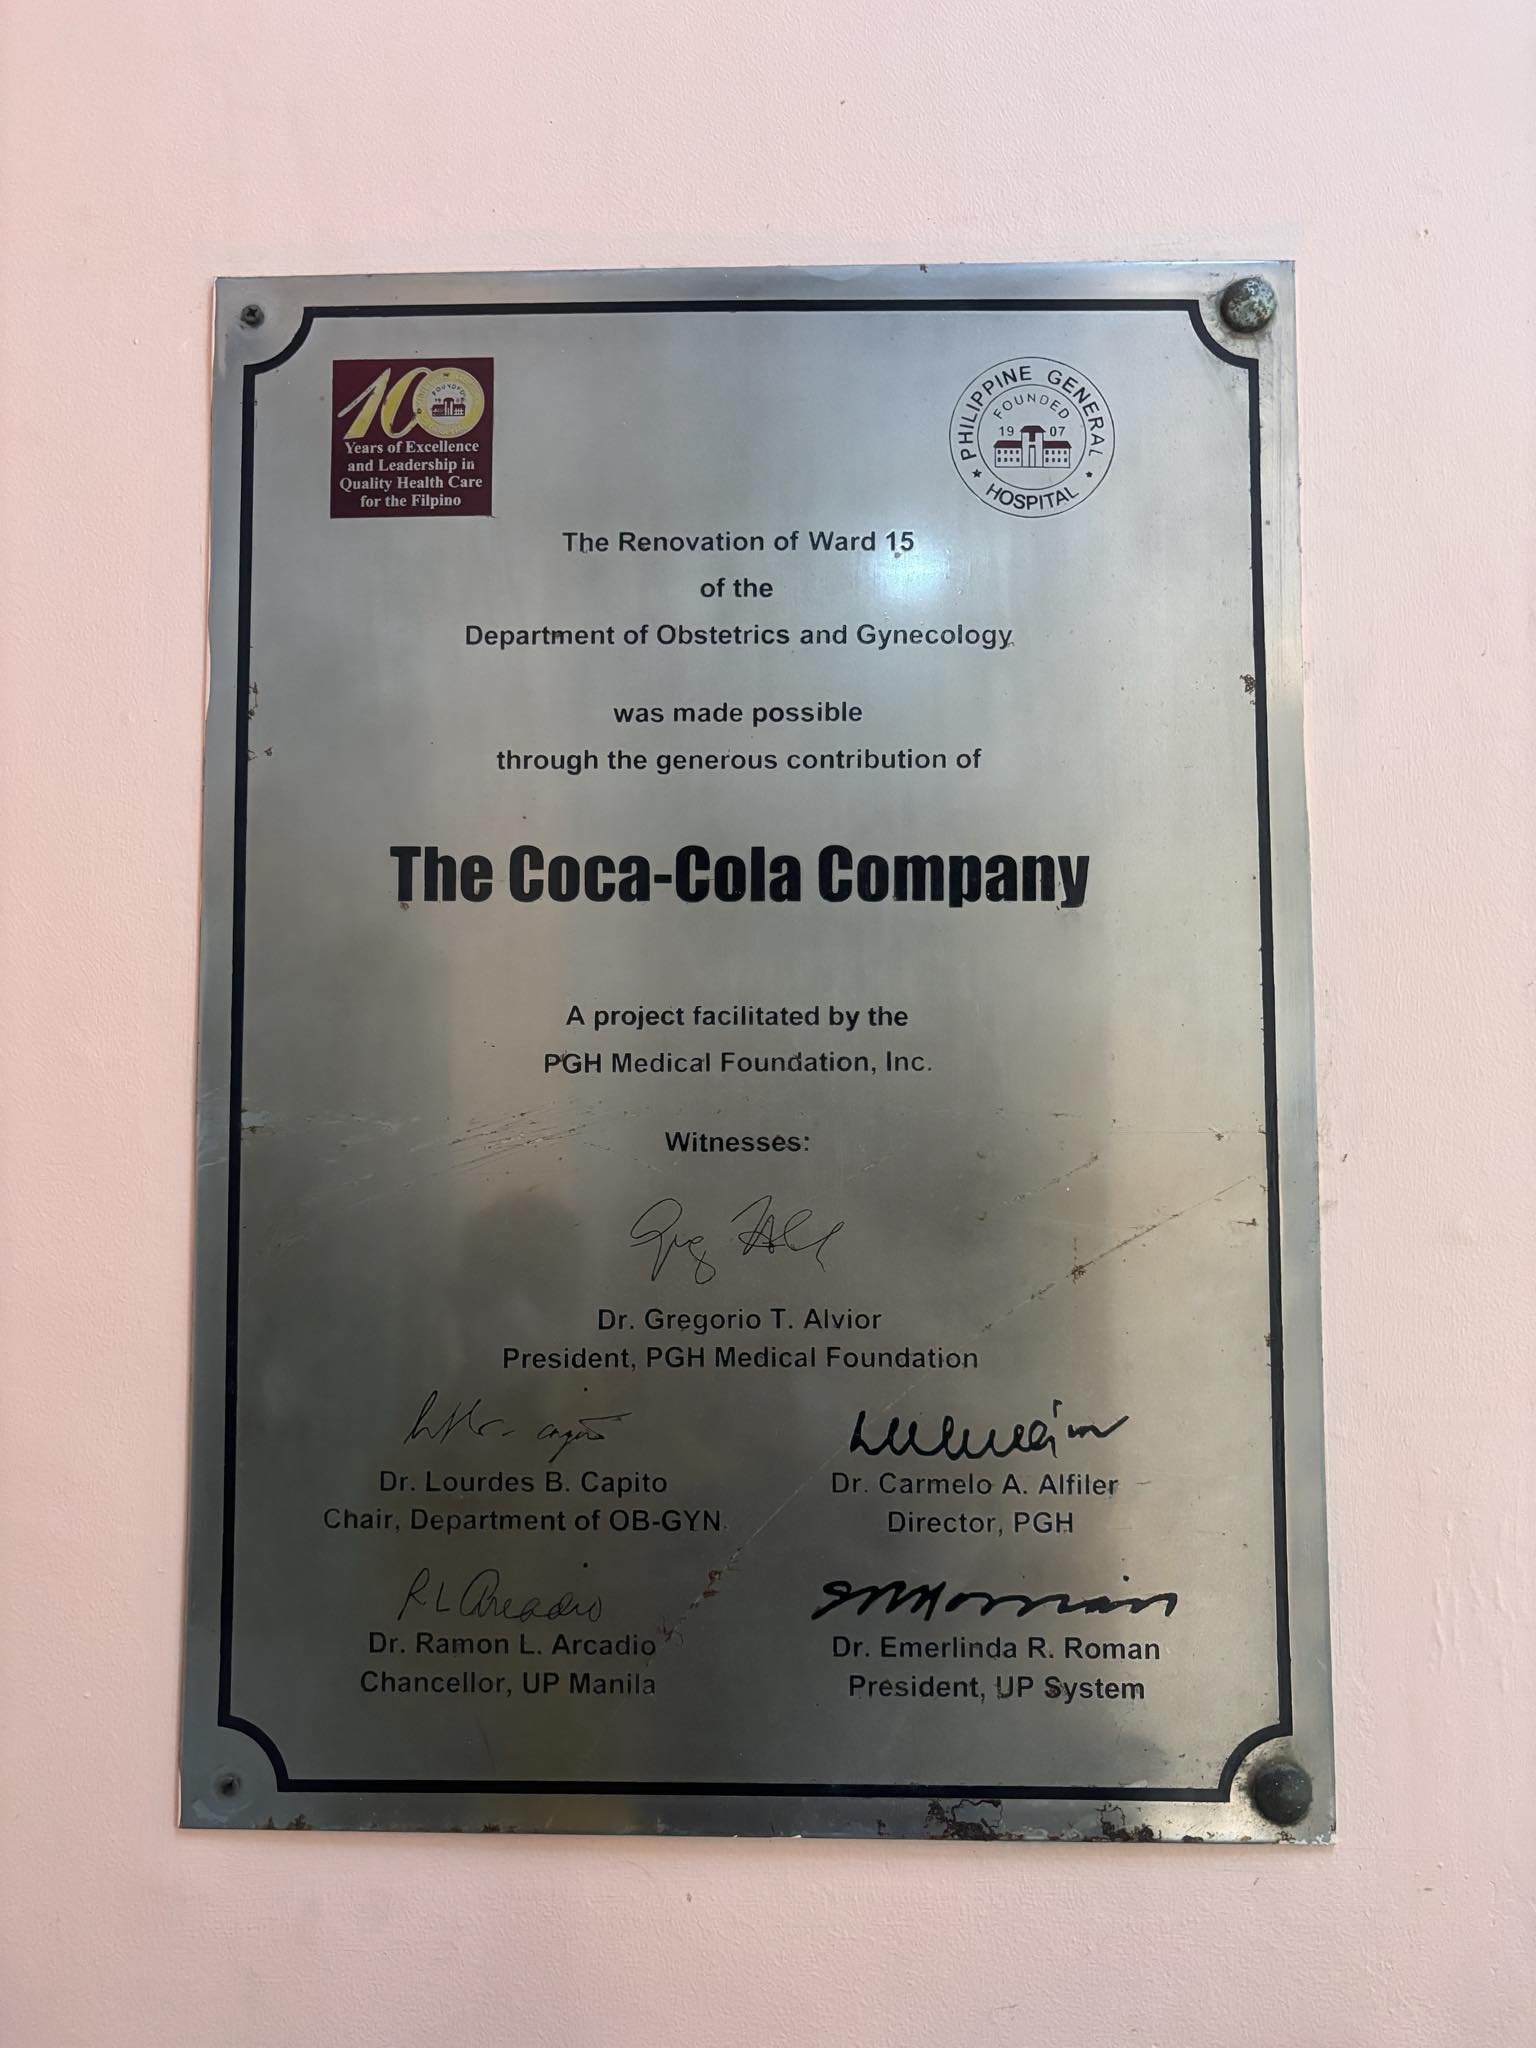 100
FOUNDED
Years of Excellence
and Leadership in
Quality Health Care
for the Filpino
PHILIPPINE GENERAL
FOUNDED
19 07
HOSPITAL
The Renovation of Ward 15
of the
Department of Obstetrics and Gynecology
was made possible
through the generous contribution of
The Coca-Cola Company
A project facilitated by the
PGH Medical Foundation, Inc.
Witnesses:
Dr. Gregorio T. Alvior
President, PGH Medical Foundation
Dr. Lourdes B. Capito
Chair, Department of OB-GYN
Dr. Carmelo A. Alfiler
Director, PGH
R L Arcadio
Dr. Ramon L. Arcadio
Chancellor, UP Manila
Dr. Emerlinda R. Roman
President, UP System